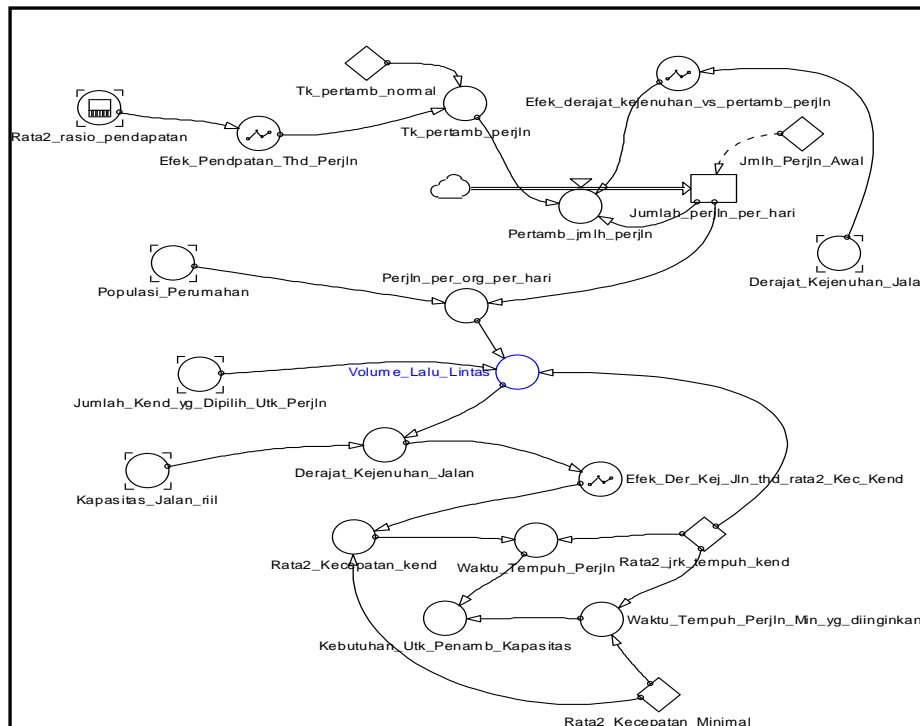 Tk_pertamb_normal
Efek_derajat_kejenuhan_vs_pertamb_perjln
Rata2_rasio_pendapatan
Efek_Pendpatan_Thd_Perjln
Tk_pertamb_perjln
Jmlh_Perjln_Awal
Jumlah_perjln_per_hari
Pertamb_jmlh_perjln
Populasi_Perumahan
Perjln_per_org_per_hari
Derajat_Kejenuhan_Jala
Volume_Lalu_Lintas
Jumlah_Kend_yg_Dipilih_Utk_Perjln
Derajat_Kejenuhan_Jalan
Efek_Der_Kej_Jln_thd_rata2_Kec_Kend
Kapasitas_Jalan_riil
Rata2_Kecepatan_kend
Waktu_Tempuh_Perjln
Rata2_jrk_tempuh_kend
Waktu_Tempuh_Perjln_Min_yg_diinginkan
Kebutuhan_Utk_Penamb_Kapasitas
Rata2_Kecepatan_Minimal